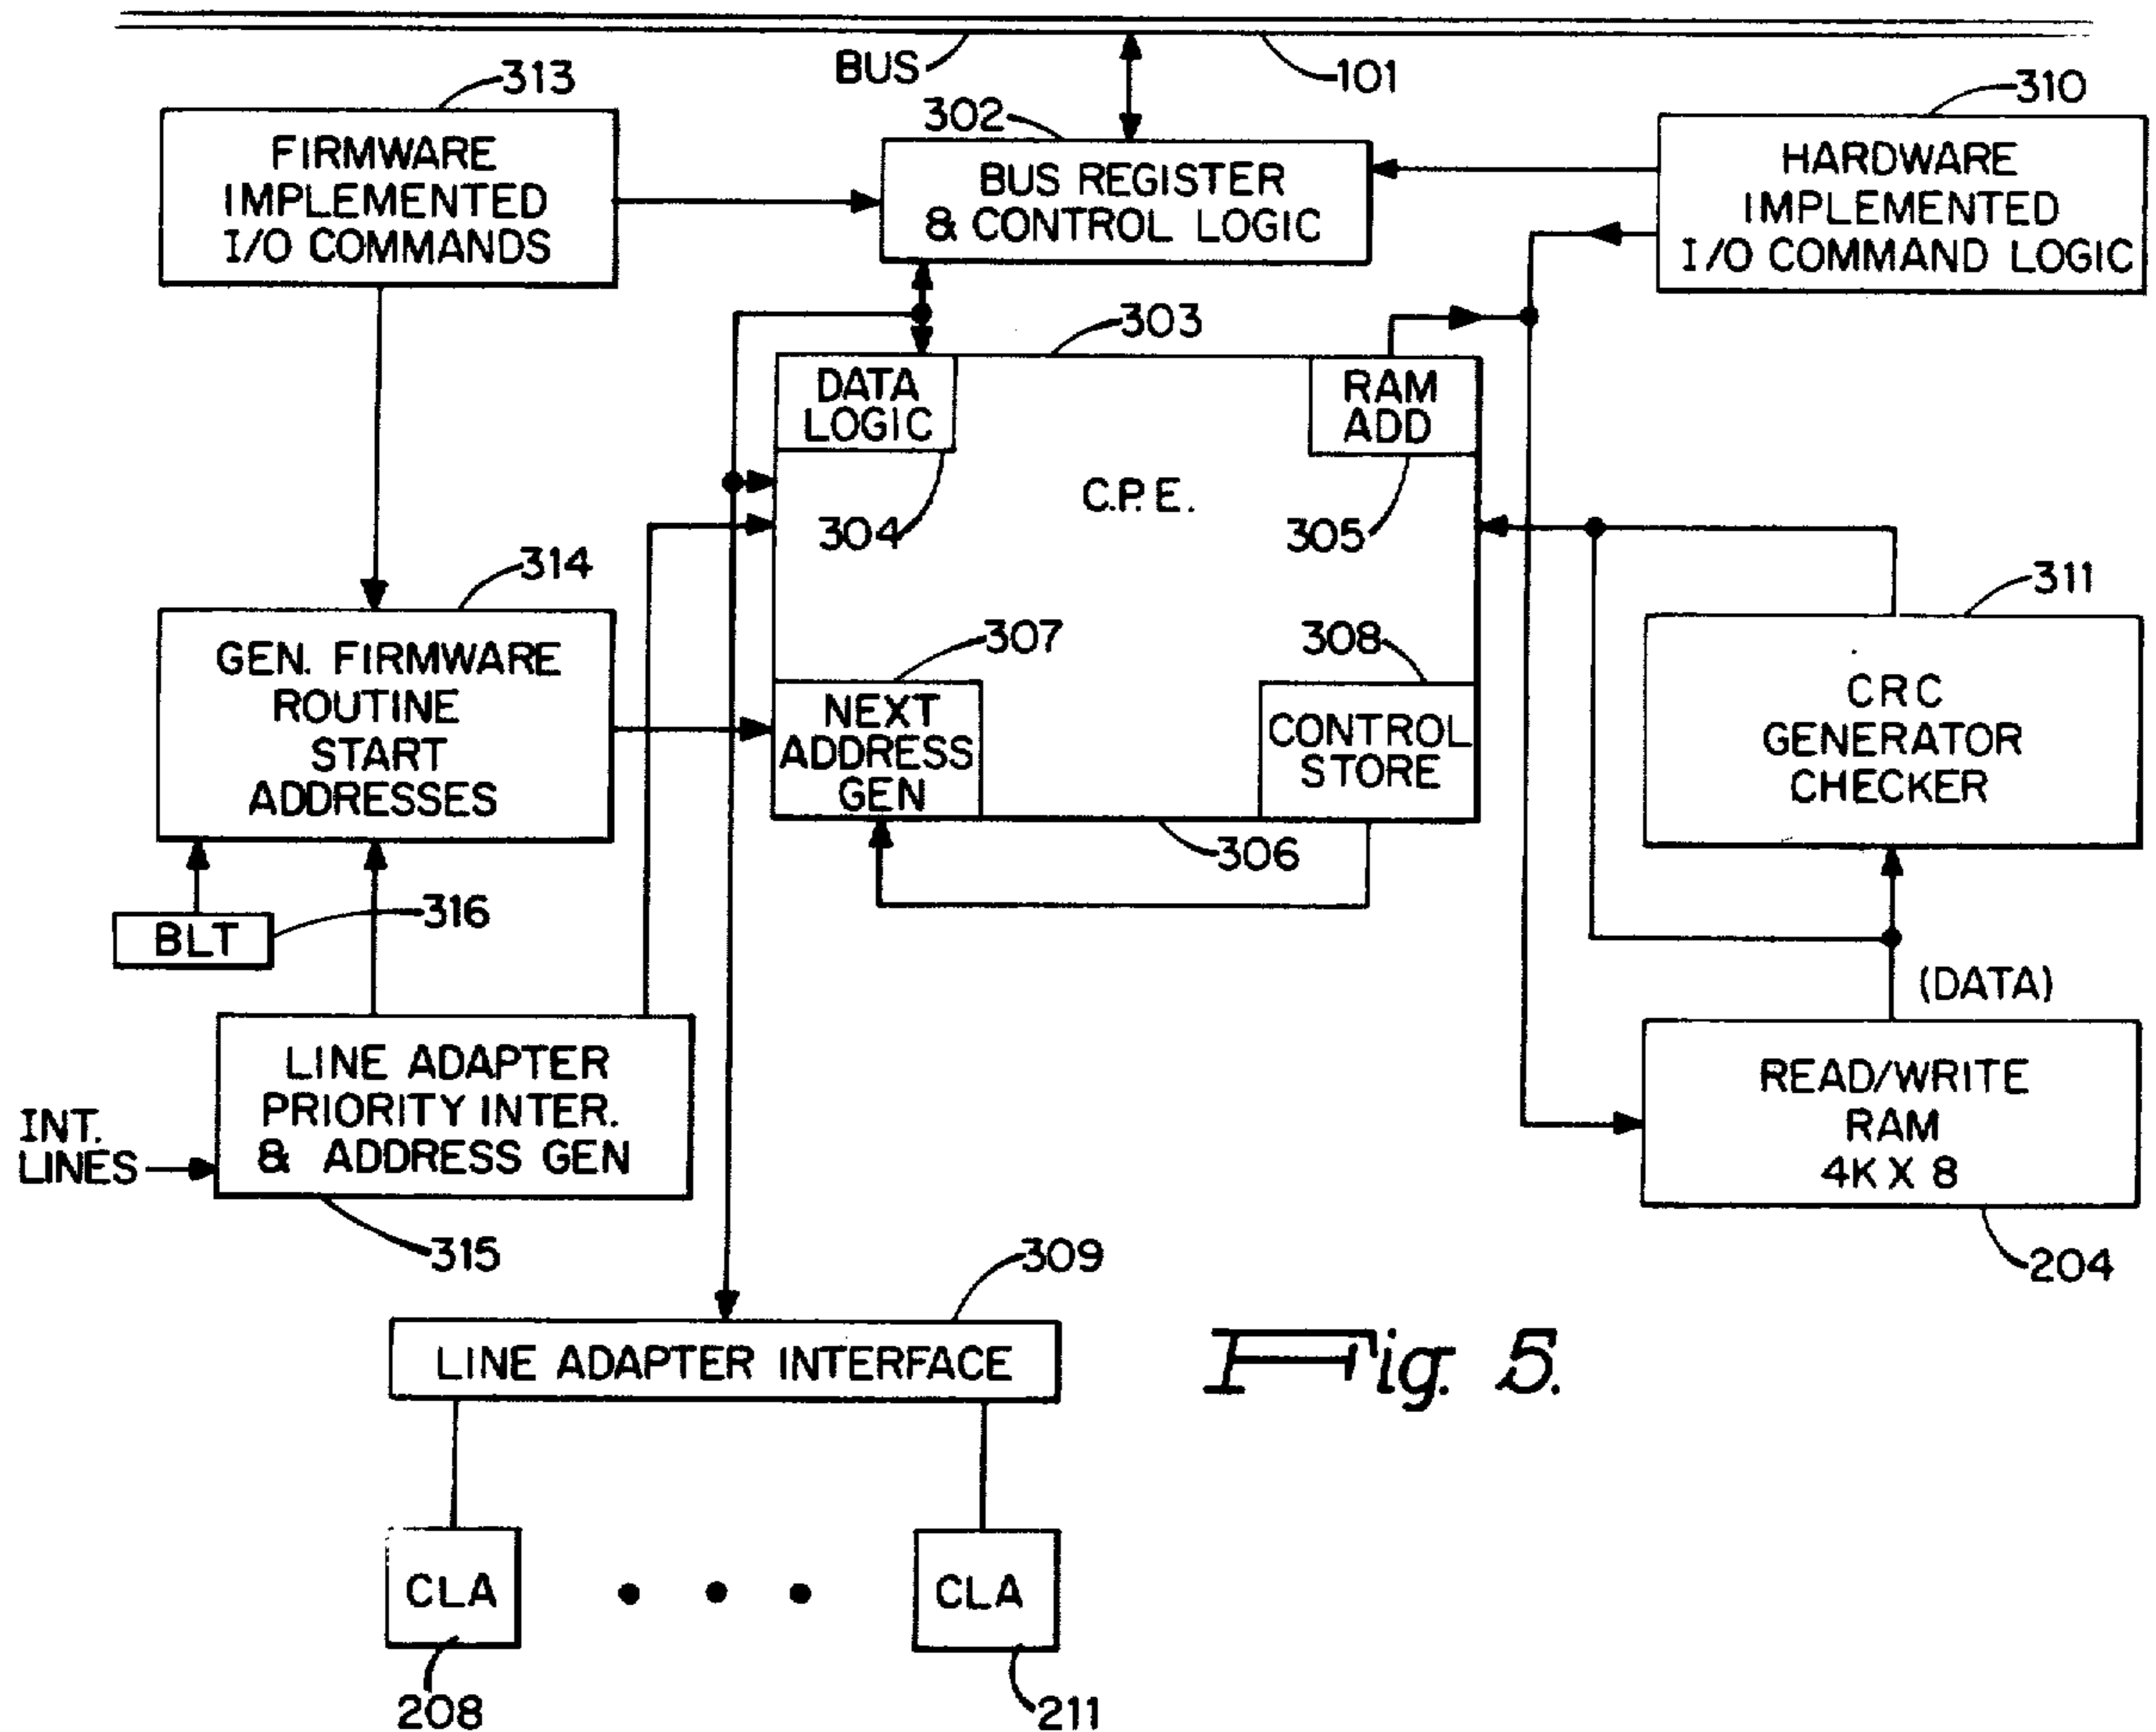 BUS
101
313
302
310
FIRMWARE
IMPLEMENTED
I/O COMMANDS
BUS REGISTER
& CONTROL LOGIC
HARDWARE
IMPLEMENTED
I/O COMMAND LOGIC
303
DATA
LOGIC
RAM
ADD
C.P.E.
304
305
314
311
GEN. FIRMWARE
ROUTINE
START
ADDRESSES
307
308
NEXT
ADDRESS
GEN
CONTROL
STORE
CRC
GENERATOR
CHECKER
306
316
BLT
(DATA)
LINE ADAPTER
PRIORITY INTER.
& ADDRESS GEN
INT.
LINES
READ/WRITE
RAM
4K X 8
315
309
204
LINE ADAPTER INTERFACE
Fig. 5.
CLA
CLA
208
211